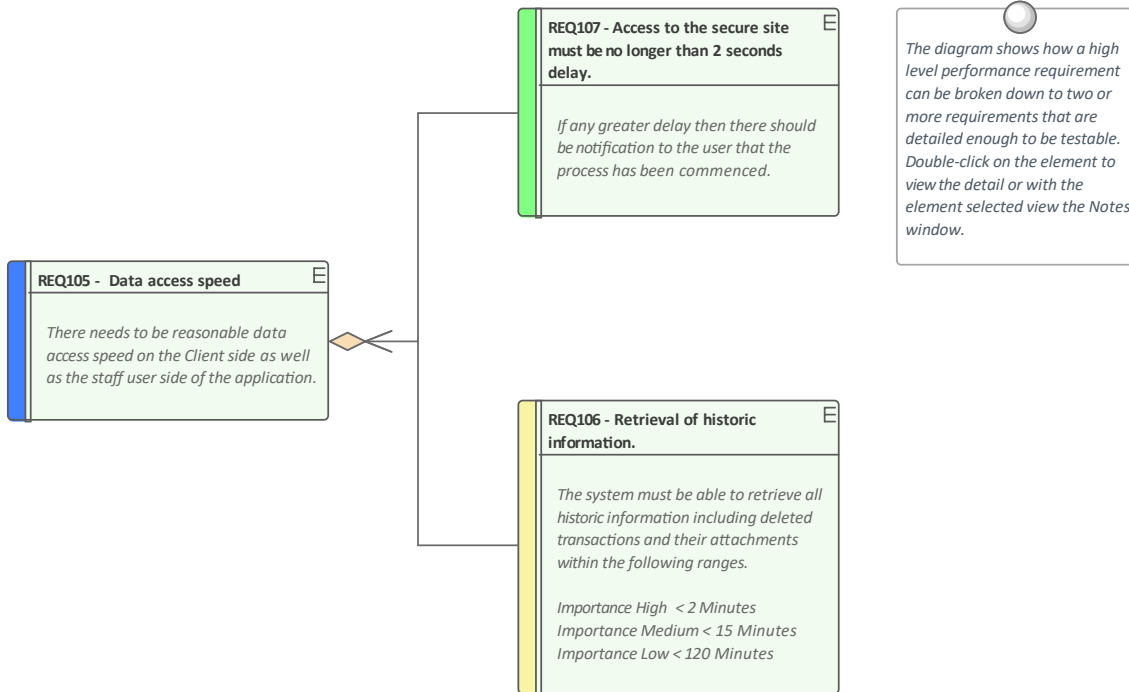 REQ107 - Access to the secure site
must be no longer than 2 seconds
delay.
If any greater delay then there should
be notification to the user that the
process has been commenced.
The diagram shows how a high
level performance requirement
can be broken down to two or
more requirements that are
detailed enough to be testable.
Double-click on the element to
view the detail or with the
element selected view the Notes
window.
REQ105 - Data access speed
There needs to be reasonable data
access speed on the Client side as well
as the staff user side of the application.
REQ106 - Retrieval of historic
information.
The system must be able to retrieve all
historic information including deleted
transactions and their attachments
within the following ranges.
Importance High < 2 Minutes
Importance Medium < 15 Minutes
Importance Low < 120 Minutes